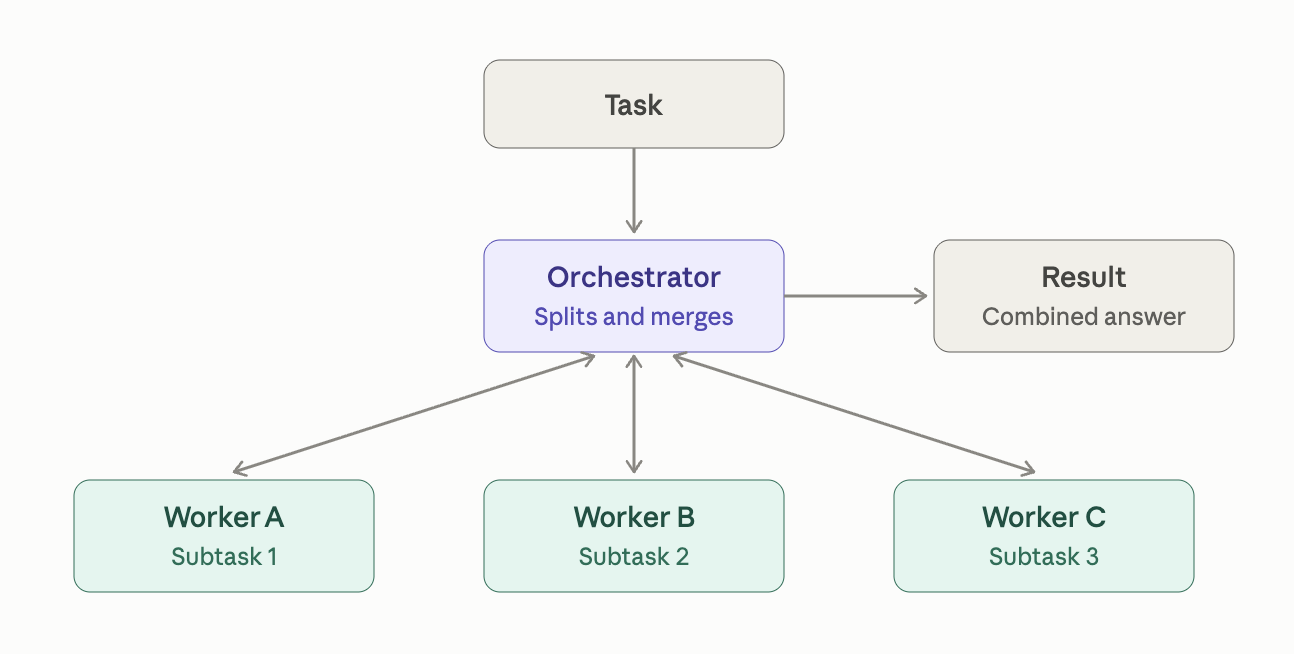 Task
Orchestrator
Splits and merges
Result
Combined answer
Worker A
Subtask 1
Worker B
Subtask 2
Worker C
Subtask 3